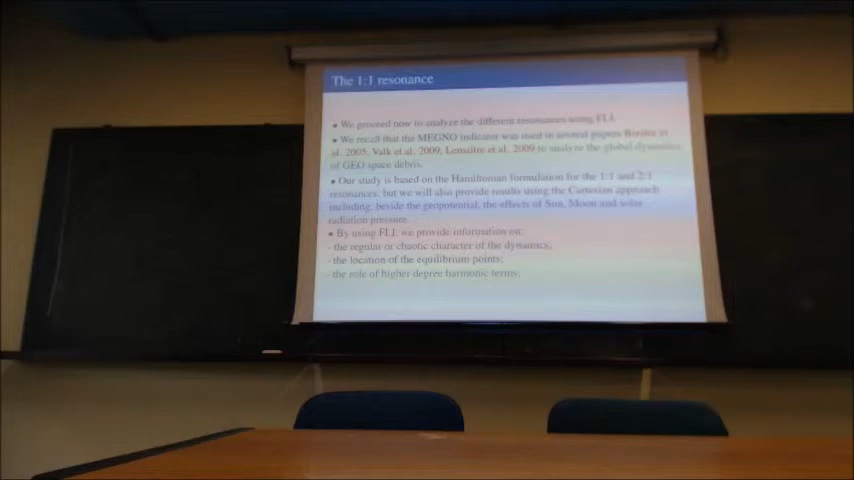 The 1:1 resonance
• We proceed now to analyze the different resonances using FLI.
• We recall that the MEGNO indicator was used in several papers Breiter et
al. 2005, Valk et al. 2009, Lemaitre et al. 2009 to analyze the global dynamics
of GEO space debris.
• Our study is based on the Hamiltonian formulation for the 1:1 and 2:1
resonances, but we will also provide results using the Cartesian approach
including, beside the geopotential, the effects of Sun, Moon and solar
radiation pressure.
• By using FLI, we provide information on:
- the regular or chaotic character of the dynamics;
- the location of the equilibrium points;
- the role of higher degree harmonic terms;